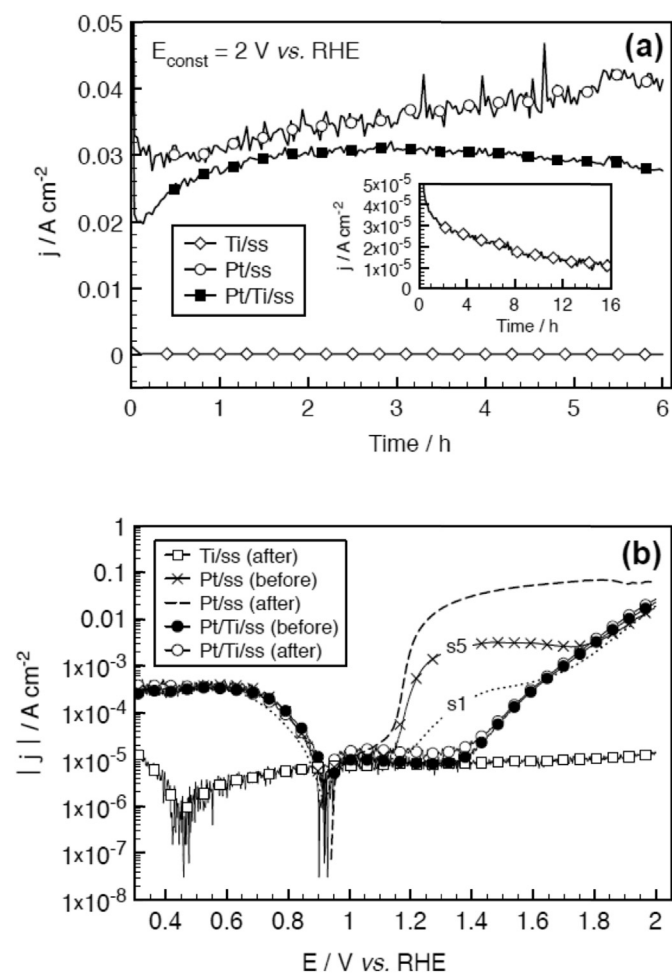 (a)
E_const = 2 V vs. RHE
0.05
0.04
0.03
0.02
0.01
0
j / A cm⁻²
Ti/ss
Pt/ss
Pt/Ti/ss
5x10⁻⁵
4x10⁻⁵
3x10⁻⁵
2x10⁻⁵
1x10⁻⁵
0
j / A cm⁻²
0 4 8 12 16
Time / h
0 1 2 3 4 5 6
Time / h
(b)
1
0.1
0.01
1x10⁻³
1x10⁻⁴
1x10⁻⁵
1x10⁻⁶
1x10⁻⁷
1x10⁻⁸
| j | / A cm⁻²
Ti/ss (after)
Pt/ss (before)
Pt/ss (after)
Pt/Ti/ss (before)
Pt/Ti/ss (after)
s5
s1
0.4 0.6 0.8 1 1.2 1.4 1.6 1.8 2
E / V vs. RHE